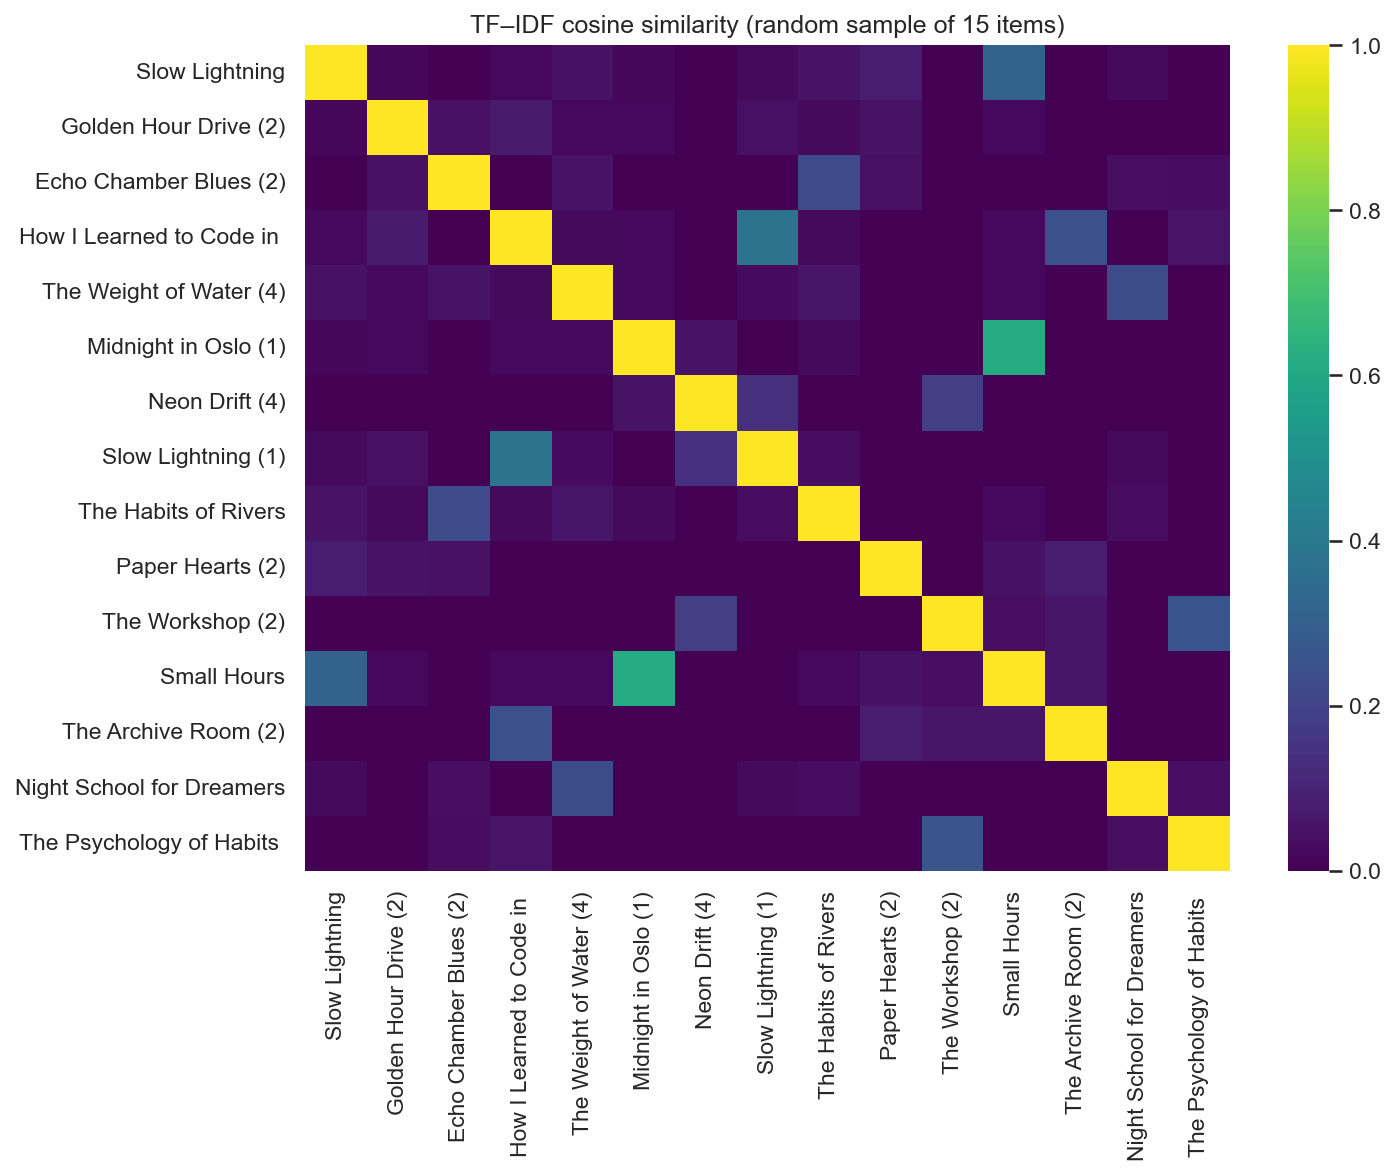 TF–IDF cosine similarity (random sample of 15 items)
Slow Lightning
Golden Hour Drive (2)
Echo Chamber Blues (2)
How I Learned to Code in
The Weight of Water (4)
Midnight in Oslo (1)
Neon Drift (4)
Slow Lightning (1)
The Habits of Rivers
Paper Hearts (2)
The Workshop (2)
Small Hours
The Archive Room (2)
Night School for Dreamers
The Psychology of Habits
1.0
0.8
0.6
0.4
0.2
0.0
Slow Lightning
Golden Hour Drive (2)
Echo Chamber Blues (2)
How I Learned to Code in
The Weight of Water (4)
Midnight in Oslo (1)
Neon Drift (4)
Slow Lightning (1)
The Habits of Rivers
Paper Hearts (2)
The Workshop (2)
Small Hours
The Archive Room (2)
Night School for Dreamers
The Psychology of Habits